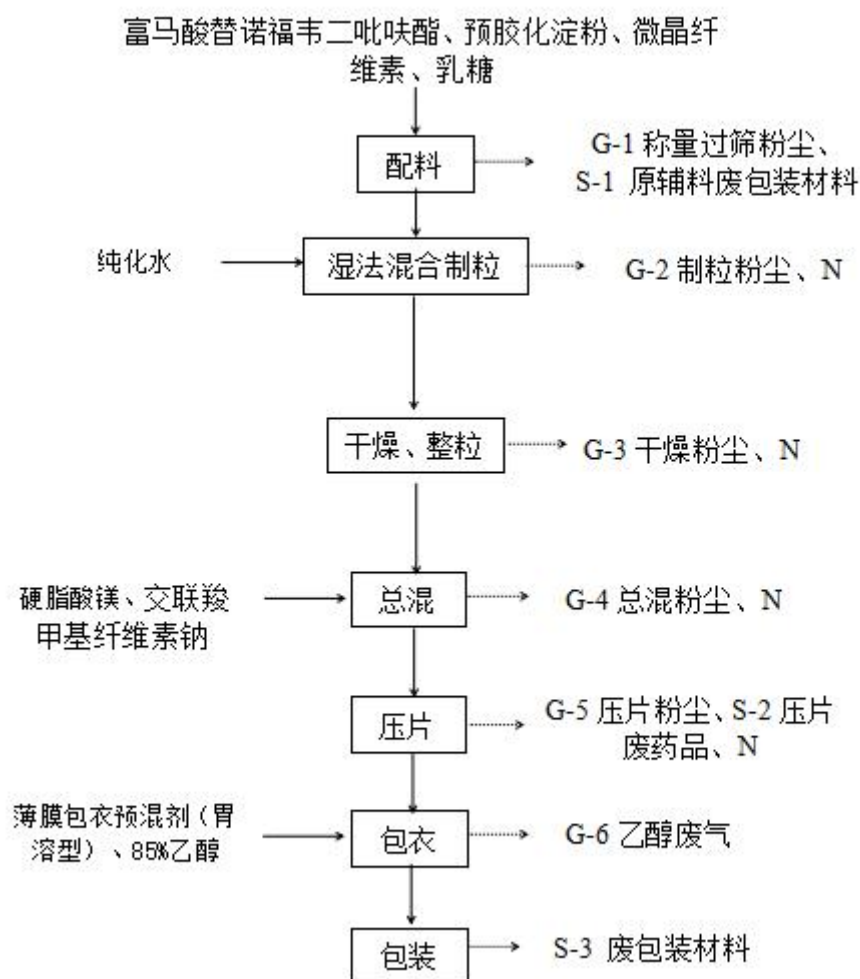 富马酸替诺福韦二吡呋酯、预胶化淀粉、微晶纤
维素、乳糖
配料
G-1 称量过筛粉尘、
S-1 原辅料废包装材料
纯化水
湿法混合制粒
G-2 制粒粉尘、N
干燥、整粒
G-3 干燥粉尘、N
硬脂酸镁、交联羧
甲基纤维素钠
总混
G-4 总混粉尘、N
压片
G-5 压片粉尘、S-2 压片
废药品、N
薄膜包衣预混剂（胃
溶型）、85%乙醇
包衣
G-6 乙醇废气
包装
S-3 废包装材料